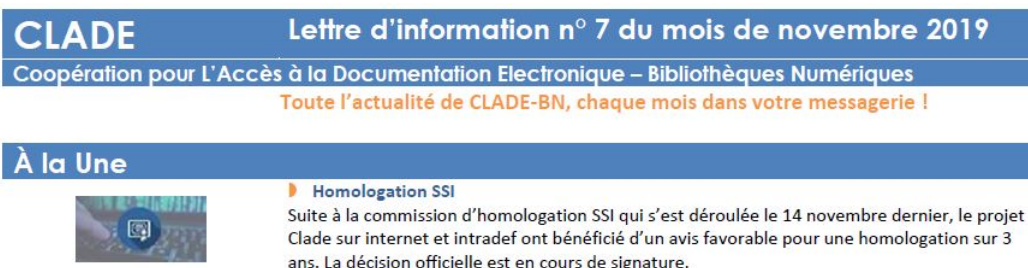 CLADE Lettre d’information n° 7 du mois de novembre 2019
Coopération pour L’Accès à la Documentation Electronique – Bibliothèques Numériques
Toute l’actualité de CLADE-BN, chaque mois dans votre messagerie !
À la Une
Homologation SSI
Suite à la commission d’homologation SSI qui s’est déroulée le 14 novembre dernier, le projet
Clade sur internet et intradef ont bénéficié d’un avis favorable pour une homologation sur 3
ans. La décision officielle est en cours de signature.